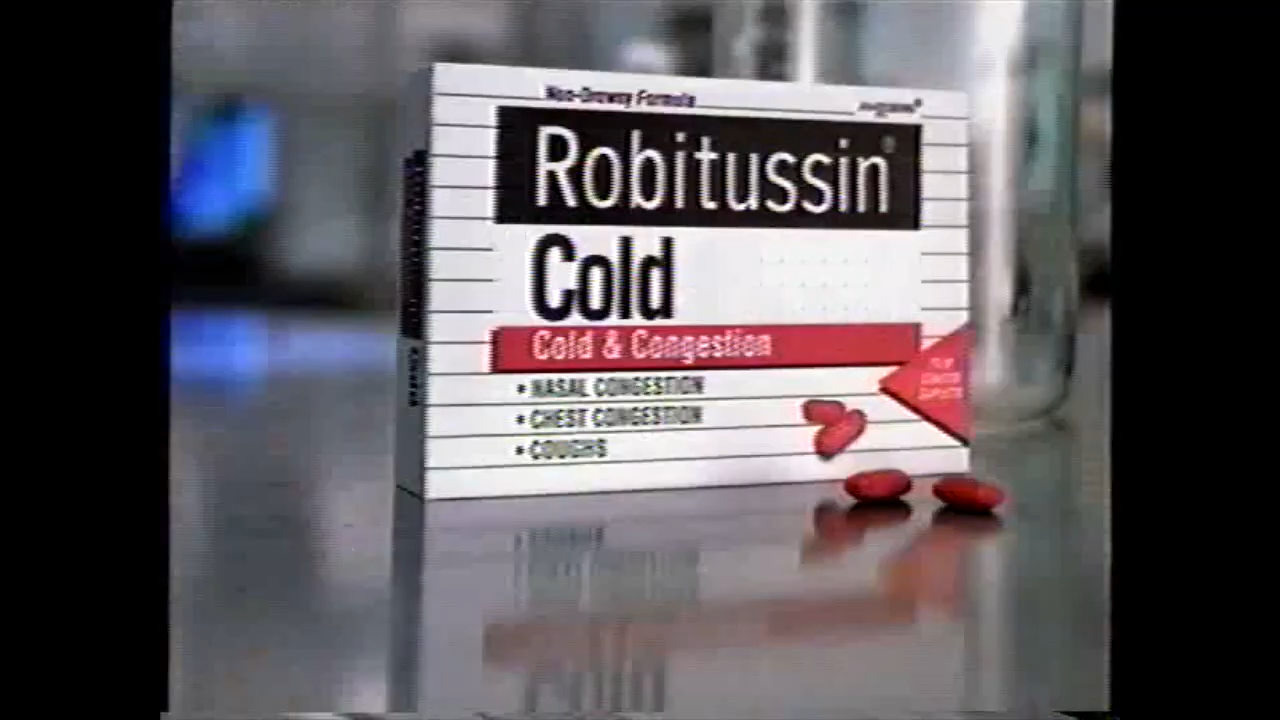 Non-Drowsy Formula
Robitussin®
Cold
Cold & Congestion
• NASAL CONGESTION
• CHEST CONGESTION
• COUGHS